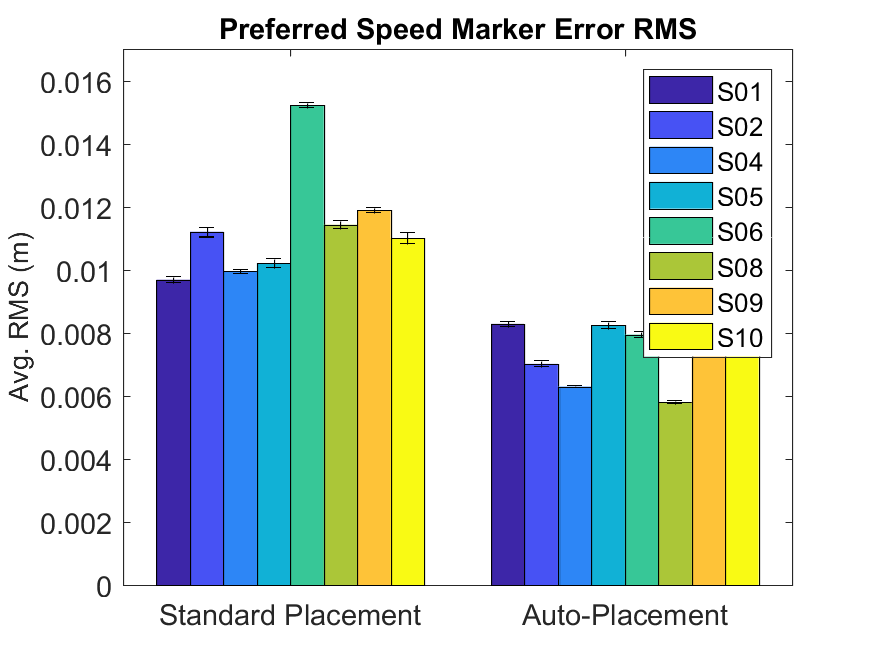 Preferred Speed Marker Error RMS
Avg. RMS (m)
0.016
0.014
0.012
0.01
0.008
0.006
0.004
0.002
0
Standard Placement
Auto-Placement
S01
S02
S04
S05
S06
S08
S09
S10